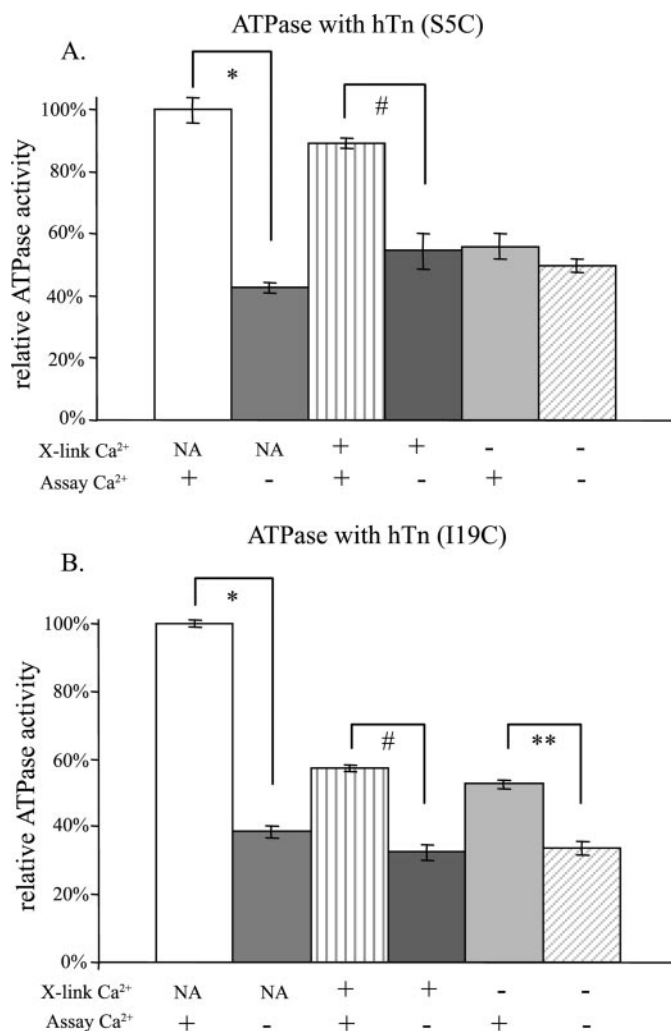 ATPase with hTn (S5C)
A.
*
#
100%
80%
60%
40%
20%
0%
relative ATPase activity
X-link Ca²⁺ NA NA + + - -
Assay Ca²⁺ + - + - + -
ATPase with hTn (I19C)
B.
*
#
**
100%
80%
60%
40%
20%
0%
relative ATPase activity
X-link Ca²⁺ NA NA + + - -
Assay Ca²⁺ + - + - + -